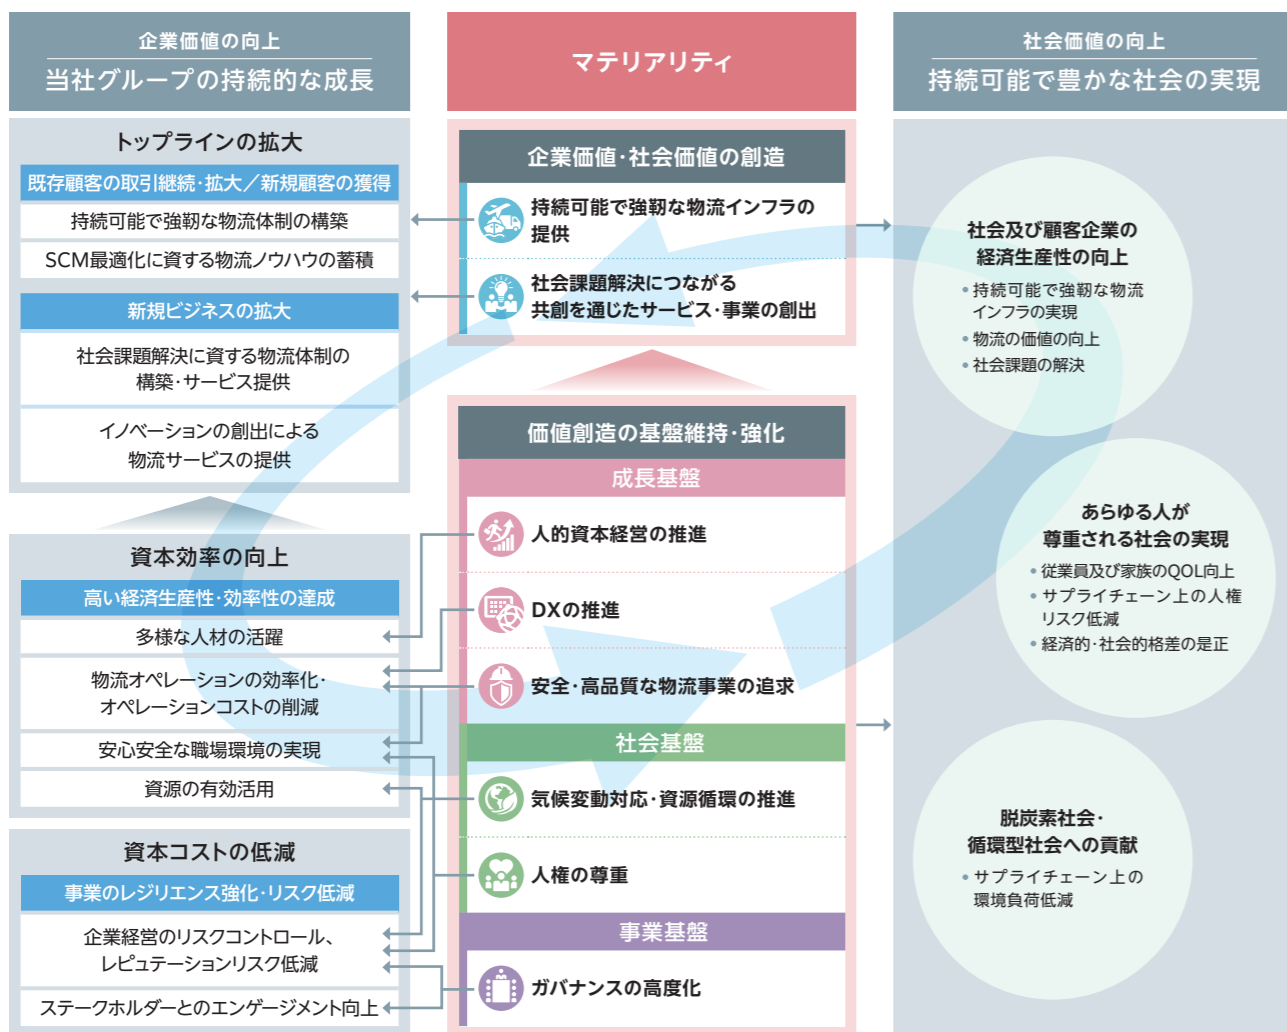 企業価値の向上
当社グループの持続的な成長
トップラインの拡大
既存顧客の取引継続・拡大／新規顧客の獲得
持続可能で強靭な物流体制の構築
SCM最適化に資する物流ノウハウの蓄積
新規ビジネスの拡大
社会課題解決に資する物流体制の
構築・サービス提供
イノベーションの創出による
物流サービスの提供
資本効率の向上
高い経済生産性・効率性の達成
多様な人材の活躍
物流オペレーションの効率化・
オペレーションコストの削減
安心安全な職場環境の実現
資源の有効活用
資本コストの低減
事業のレジリエンス強化・リスク低減
企業経営のリスクコントロール、
レピュテーションリスク低減
ステークホルダーとのエンゲージメント向上
マテリアリティ
企業価値・社会価値の創造
持続可能で強靭な物流インフラの
提供
社会課題解決につながる
共創を通じたサービス・事業の創出
価値創造の基盤維持・強化
成長基盤
人的資本経営の推進
DXの推進
安全・高品質な物流事業の追求
社会基盤
気候変動対応・資源循環の推進
人権の尊重
事業基盤
ガバナンスの高度化
社会価値の向上
持続可能で豊かな社会の実現
社会及び顧客企業の
経済生産性の向上
• 持続可能で強靭な物流
インフラの実現
• 物流の価値の向上
• 社会課題の解決
あらゆる人が
尊重される社会の実現
• 従業員及び家族のQOL向上
• サプライチェーン上の人権
リスク低減
• 経済的・社会的格差の是正
脱炭素社会・
循環型社会への貢献
• サプライチェーン上の
環境負荷低減